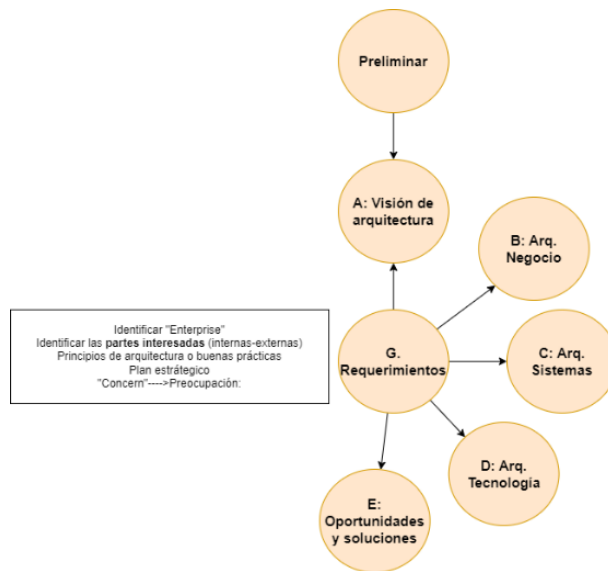 Preliminar
A: Visión de
arquitectura
B: Arq.
Negocio
Identificar "Enterprise"
Identificar las partes interesadas (internas-externas)
Principios de arquitectura o buenas prácticas
Plan estrátegico
"Concern"---->Preocupación:
G.
Requerimientos
C: Arq.
Sistemas
D: Arq.
Tecnología
E:
Oportunidades
y soluciones